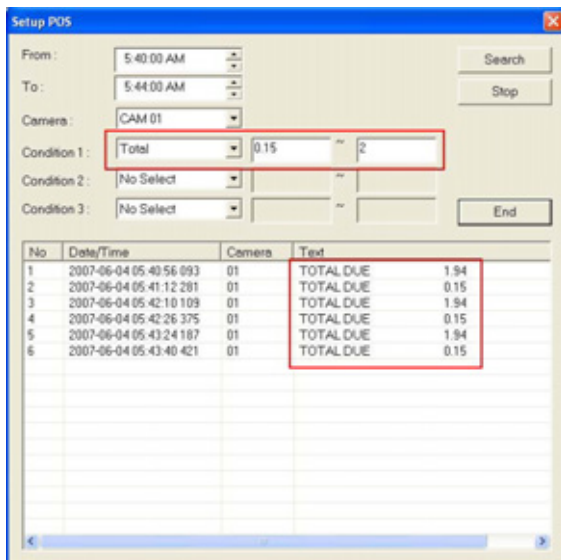 Setup POS
From : 5:40:00 AM Search
To : 5:44:00 AM Stop
Camera : CAM 01
Condition 1 : Total 0.15 ~ 2
Condition 2 : No Select ~
Condition 3 : No Select ~ End
No Date/Time Camera Text
1 2007-06-04 05:40:56 093 01 TOTAL DUE 1.94
2 2007-06-04 05:41:12 281 01 TOTAL DUE 0.15
3 2007-06-04 05:42:10 109 01 TOTAL DUE 1.94
4 2007-06-04 05:42:26 375 01 TOTAL DUE 0.15
5 2007-06-04 05:43:24 187 01 TOTAL DUE 1.94
6 2007-06-04 05:43:40 421 01 TOTAL DUE 0.15